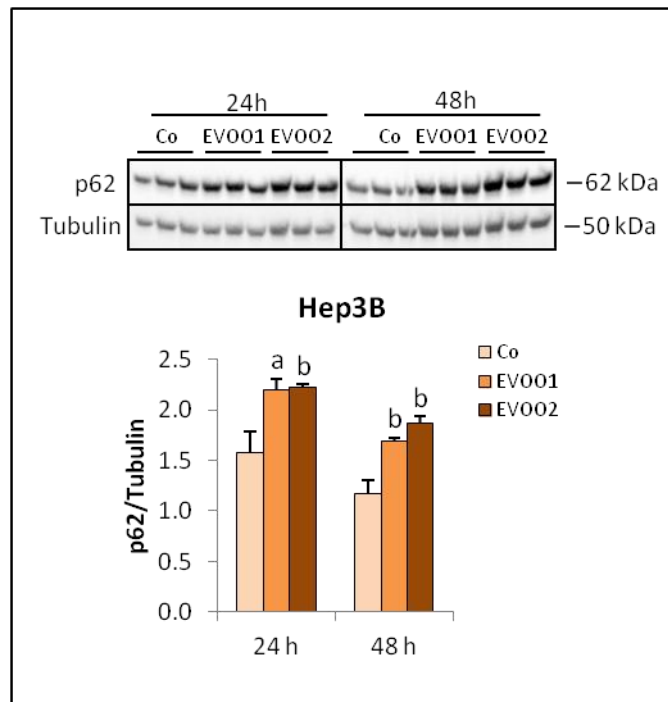 24h 48h
Co EVOO1 EVOO2 Co EVOO1 EVOO2
p62 –62 kDa
Tubulin –50 kDa
Hep3B
Co
EVOO1
EVOO2
p62/Tubulin
2.5
2.0
1.5
1.0
0.5
0.0
a b
b b
24 h 48 h